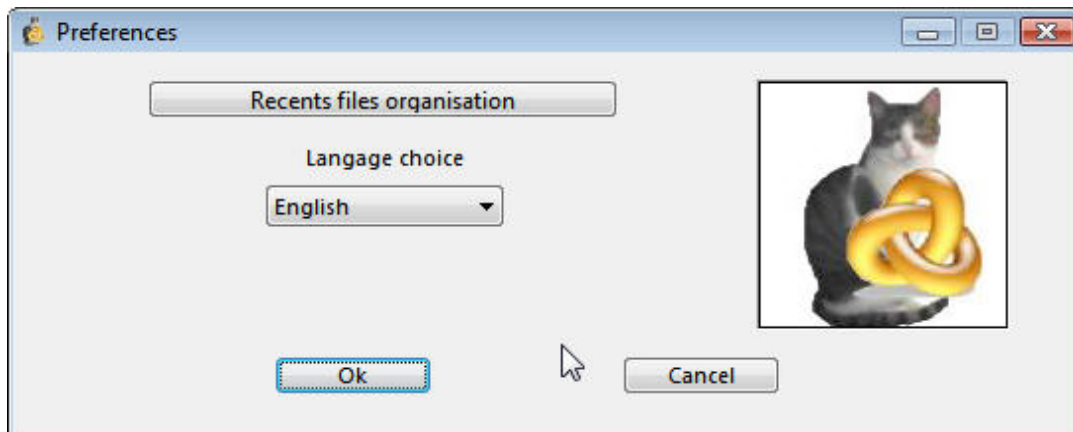 Preferences
Recents files organisation
Langage choice
English
Ok
Cancel